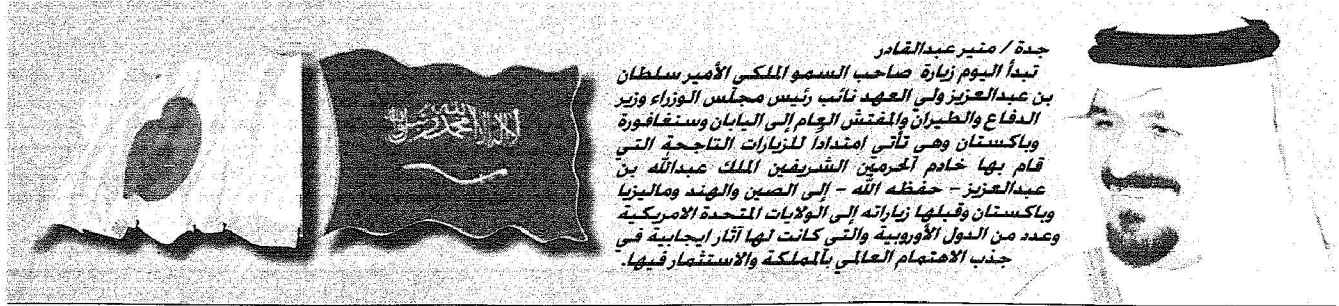 جدة / منير عبدالقادر
تبدأ اليوم زيارة صاحب السمو الملكي الأمير سلطان
بن عبدالعزيز ولي العهد نائب رئيس مجلس الوزراء وزير
الدفاع والطيران والمفتش العام إلى اليابان وسنغافورة
وباكستان وهي تأتي امتداداً للزيارات الناجحة التي
قام بها خادم الحرمين الشريفين الملك عبدالله بن
عبدالعزيز - حفظه الله - إلى الصين والهند وماليزيا
وباكستان وقبلها زياراته إلى الولايات المتحدة الامريكية
وعدد من الدول الأوروبية والتي كانت لها آثار ايجابية في
جذب الاهتمام العالمي بالمملكة والاستثمار فيها.
لا إله إلا الله محمد رسول الله